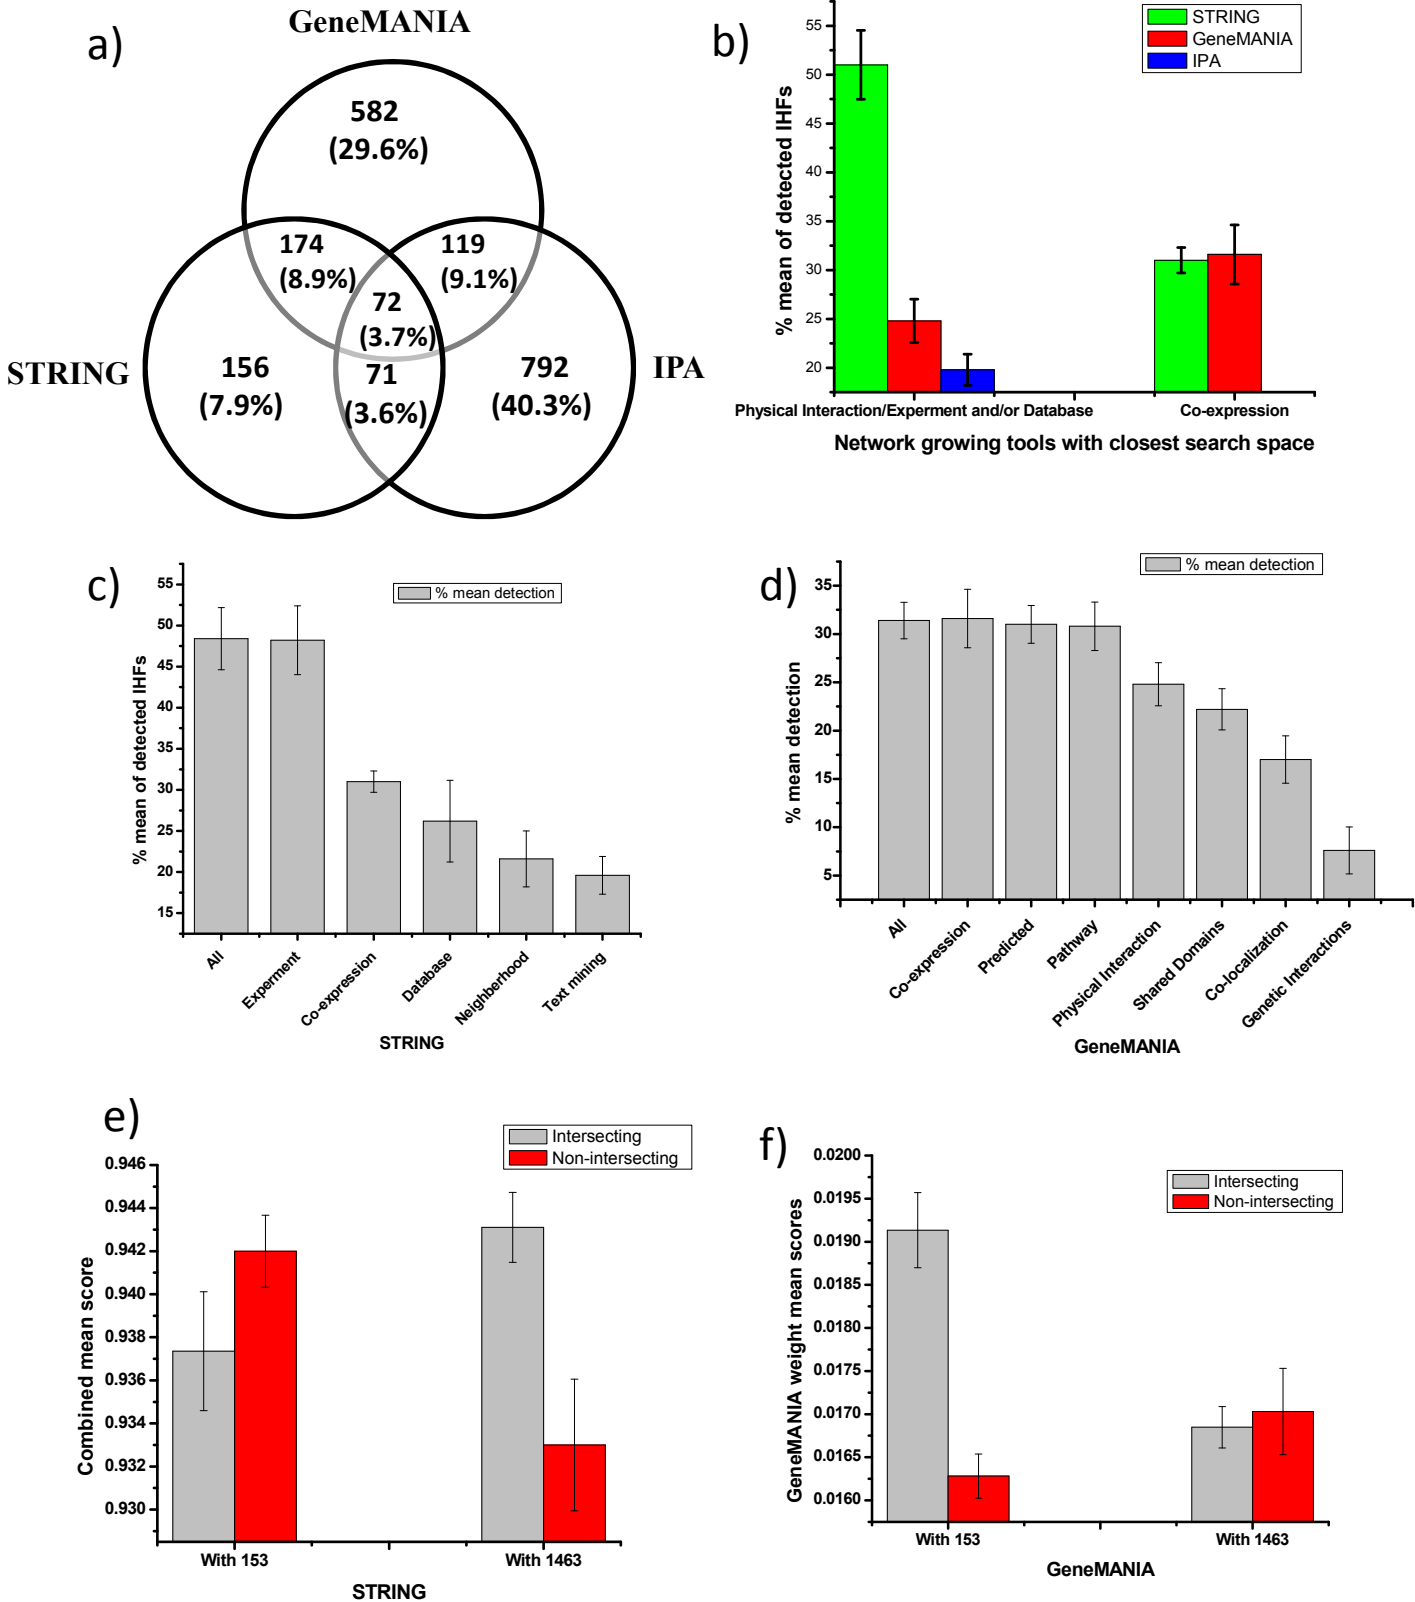 a)
GeneMANIA
582
(29.6%)
174
(8.9%)
119
(9.1%)
72
(3.7%)
STRING
156
(7.9%)
71
(3.6%)
792
(40.3%)
IPA
b)
STRING
GeneMANIA
IPA
% mean of detected IHFs
55
50
45
40
35
30
25
20
Physical Interaction/Experment and/or Database
Co-expression
Network growing tools with closest search space
c)
% mean detection
% mean of detected IHFs
55
50
45
40
35
30
25
20
15
All
Experment
Co-expression
Database
Neighberhood
Text mining
STRING
d)
% mean detection
% mean detection
35
30
25
20
15
10
5
All
Co-expression
Predicted
Pathway
Physical Interaction
Shared Domains
Co-localization
Genetic Interactions
GeneMANIA
e)
Intersecting
Non-intersecting
Combined mean score
0.946
0.944
0.942
0.940
0.938
0.936
0.934
0.932
0.930
With 153
With 1463
STRING
f)
Intersecting
Non-intersecting
GeneMANIA weight mean scores
0.0200
0.0195
0.0190
0.0185
0.0180
0.0175
0.0170
0.0165
0.0160
With 153
With 1463
GeneMANIA